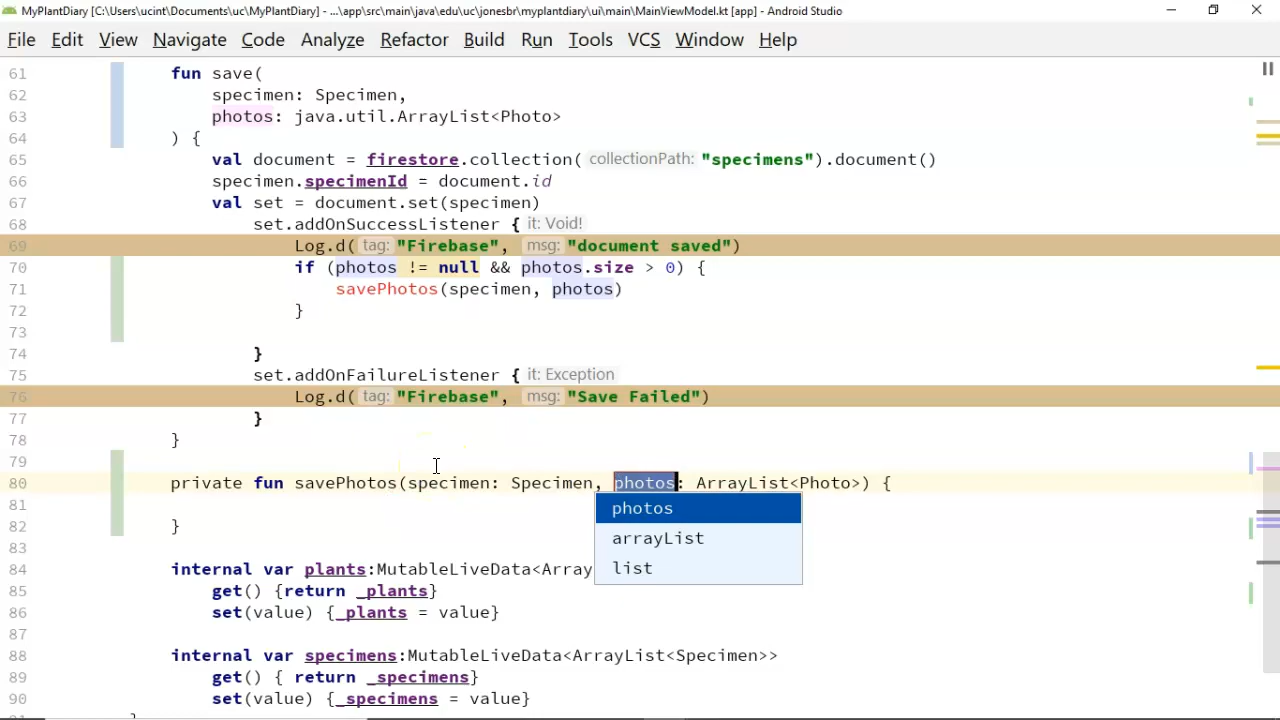 MyPlantDiary [C:\Users\ucint\Documents\uc\MyPlantDiary] - ...\app\src\main\java\edu\uc\jonesbr\myplantdiary\ui\main\MainViewModel.kt [app] - Android Studio
File Edit View Navigate Code Analyze Refactor Build Run Tools VCS Window Help
61 fun save(
62 specimen: Specimen,
63 photos: java.util.ArrayList<Photo>
64 ) {
65 val document = firestore.collection( collectionPath: "specimens").document()
66 specimen.specimenId = document.id
67 val set = document.set(specimen)
68 set.addOnSuccessListener { it: Void!
69 Log.d( tag: "Firebase", msg: "document saved")
70 if (photos != null && photos.size > 0) {
71 savePhotos(specimen, photos)
72 }
73
74 }
75 set.addOnFailureListener { it: Exception
76 Log.d( tag: "Firebase", msg: "Save Failed")
77 }
78 }
79
80 private fun savePhotos(specimen: Specimen, photos: ArrayList<Photo>) {
81 photos
82 }
arrayList
83
84 internal var plants:MutableLiveData<Array
list
85 get() {return _plants}
86 set(value) {_plants = value}
87
88 internal var specimens:MutableLiveData<ArrayList<Specimen>>
89 get() { return _specimens}
90 set(value) {_specimens = value}